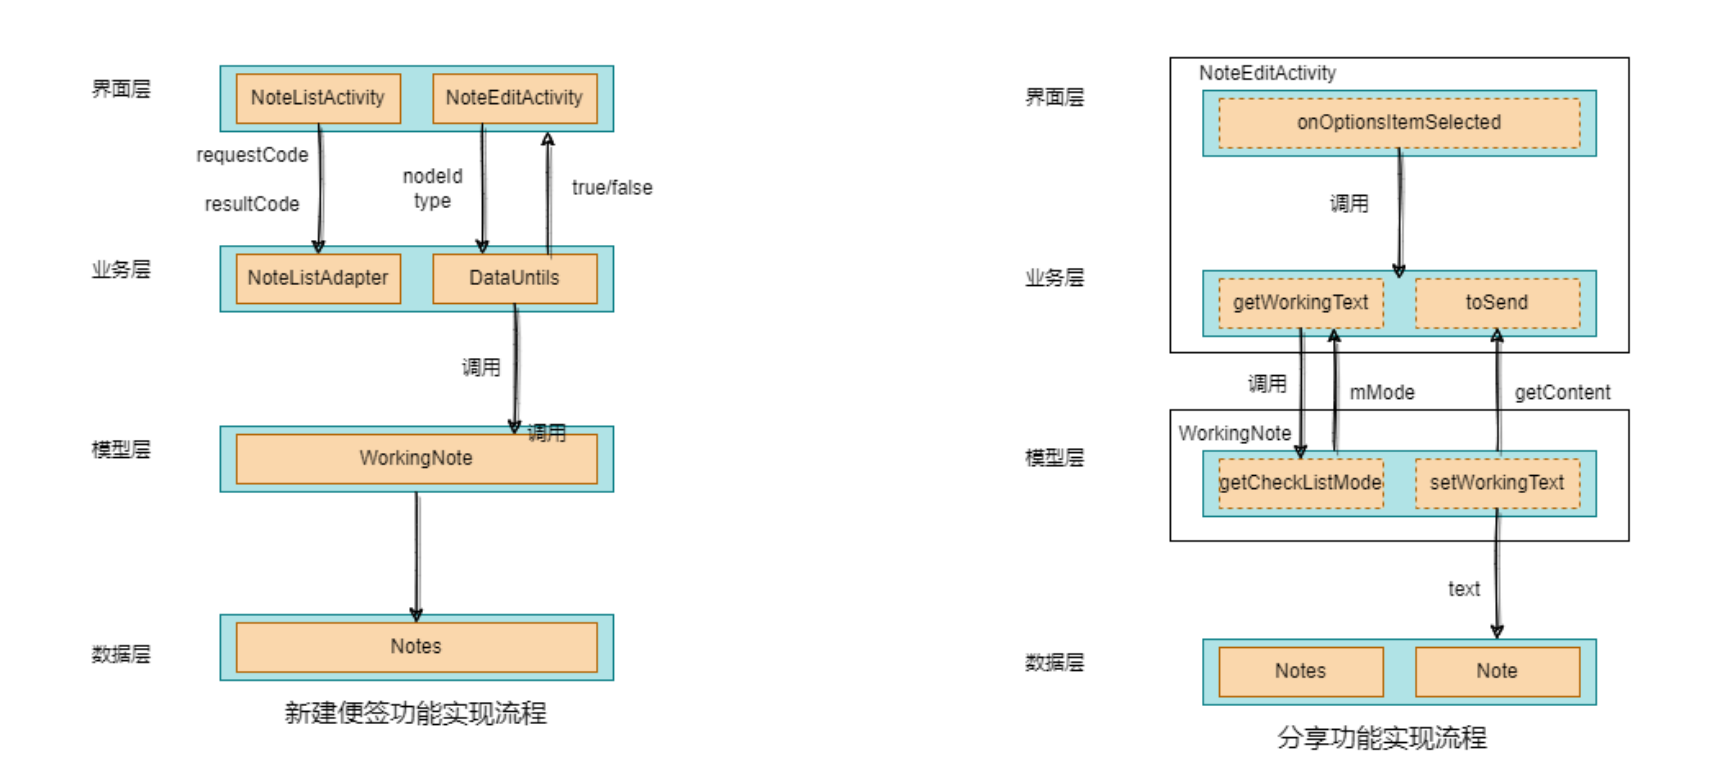 界面层
NoteListActivity
NoteEditActivity
requestCode
resultCode
nodeId
type
true/false
业务层
NoteListAdapter
DataUntils
调用
调用
模型层
WorkingNote
数据层
Notes
新建便签功能实现流程
NoteEditActivity
界面层
onOptionsItemSelected
调用
业务层
getWorkingText
toSend
调用
mMode
getContent
WorkingNote
模型层
getCheckListMode
setWorkingText
text
数据层
Notes
Note
分享功能实现流程